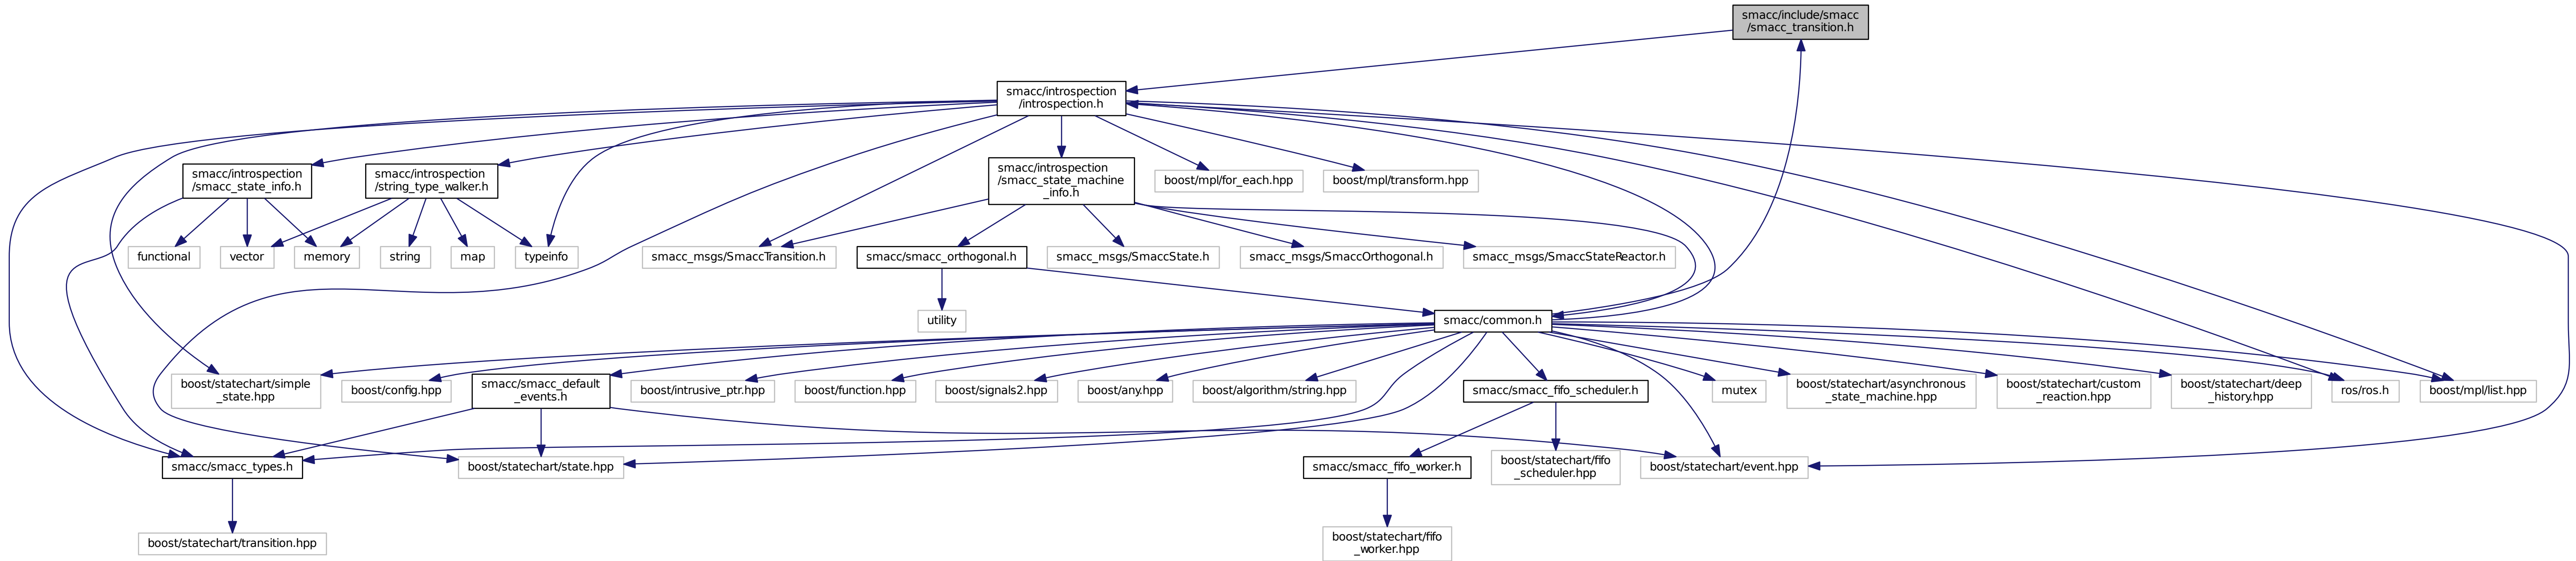 smacc/include/smacc
/smacc_transition.h
smacc/introspection
/introspection.h
smacc/introspection
/smacc_state_info.h
smacc/introspection
/string_type_walker.h
smacc/introspection
/smacc_state_machine
_info.h
boost/mpl/for_each.hpp
boost/mpl/transform.hpp
functional
vector
memory
string
map
typeinfo
smacc_msgs/SmaccTransition.h
smacc/smacc_orthogonal.h
smacc_msgs/SmaccState.h
smacc_msgs/SmaccOrthogonal.h
smacc_msgs/SmaccStateReactor.h
utility
smacc/common.h
boost/statechart/simple
_state.hpp
boost/config.hpp
smacc/smacc_default
_events.h
boost/intrusive_ptr.hpp
boost/function.hpp
boost/signals2.hpp
boost/any.hpp
boost/algorithm/string.hpp
smacc/smacc_fifo_scheduler.h
mutex
boost/statechart/asynchronous
_state_machine.hpp
boost/statechart/custom
_reaction.hpp
boost/statechart/deep
_history.hpp
ros/ros.h
boost/mpl/list.hpp
smacc/smacc_types.h
boost/statechart/state.hpp
smacc/smacc_fifo_worker.h
boost/statechart/fifo
_scheduler.hpp
boost/statechart/event.hpp
boost/statechart/transition.hpp
boost/statechart/fifo
_worker.hpp